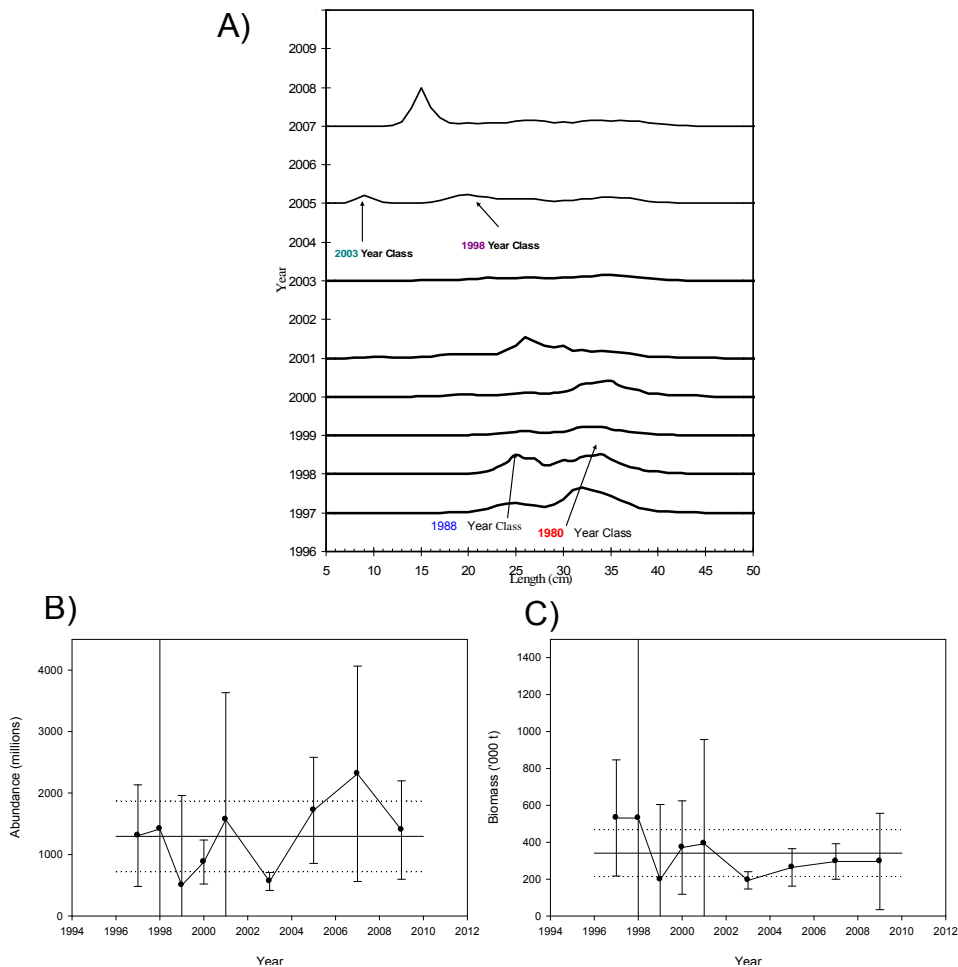 A)
2009
2008
2007
2006
2005
2004
2003
2002
2001
2000
1999
1998
1997
1996
Year
2003 Year Class
1998 Year Class
1988 Year Class
1980 Year Class
5 10 15 20 25 30 35 40 45 50
Length (cm)
B)
4000
3000
2000
1000
0
Abundance (millions)
1994 1996 1998 2000 2002 2004 2006 2008 2010 2012
Year
C)
1400
1200
1000
800
600
400
200
0
Biomass ('000 t)
1994 1996 1998 2000 2002 2004 2006 2008 2010 2012
Year